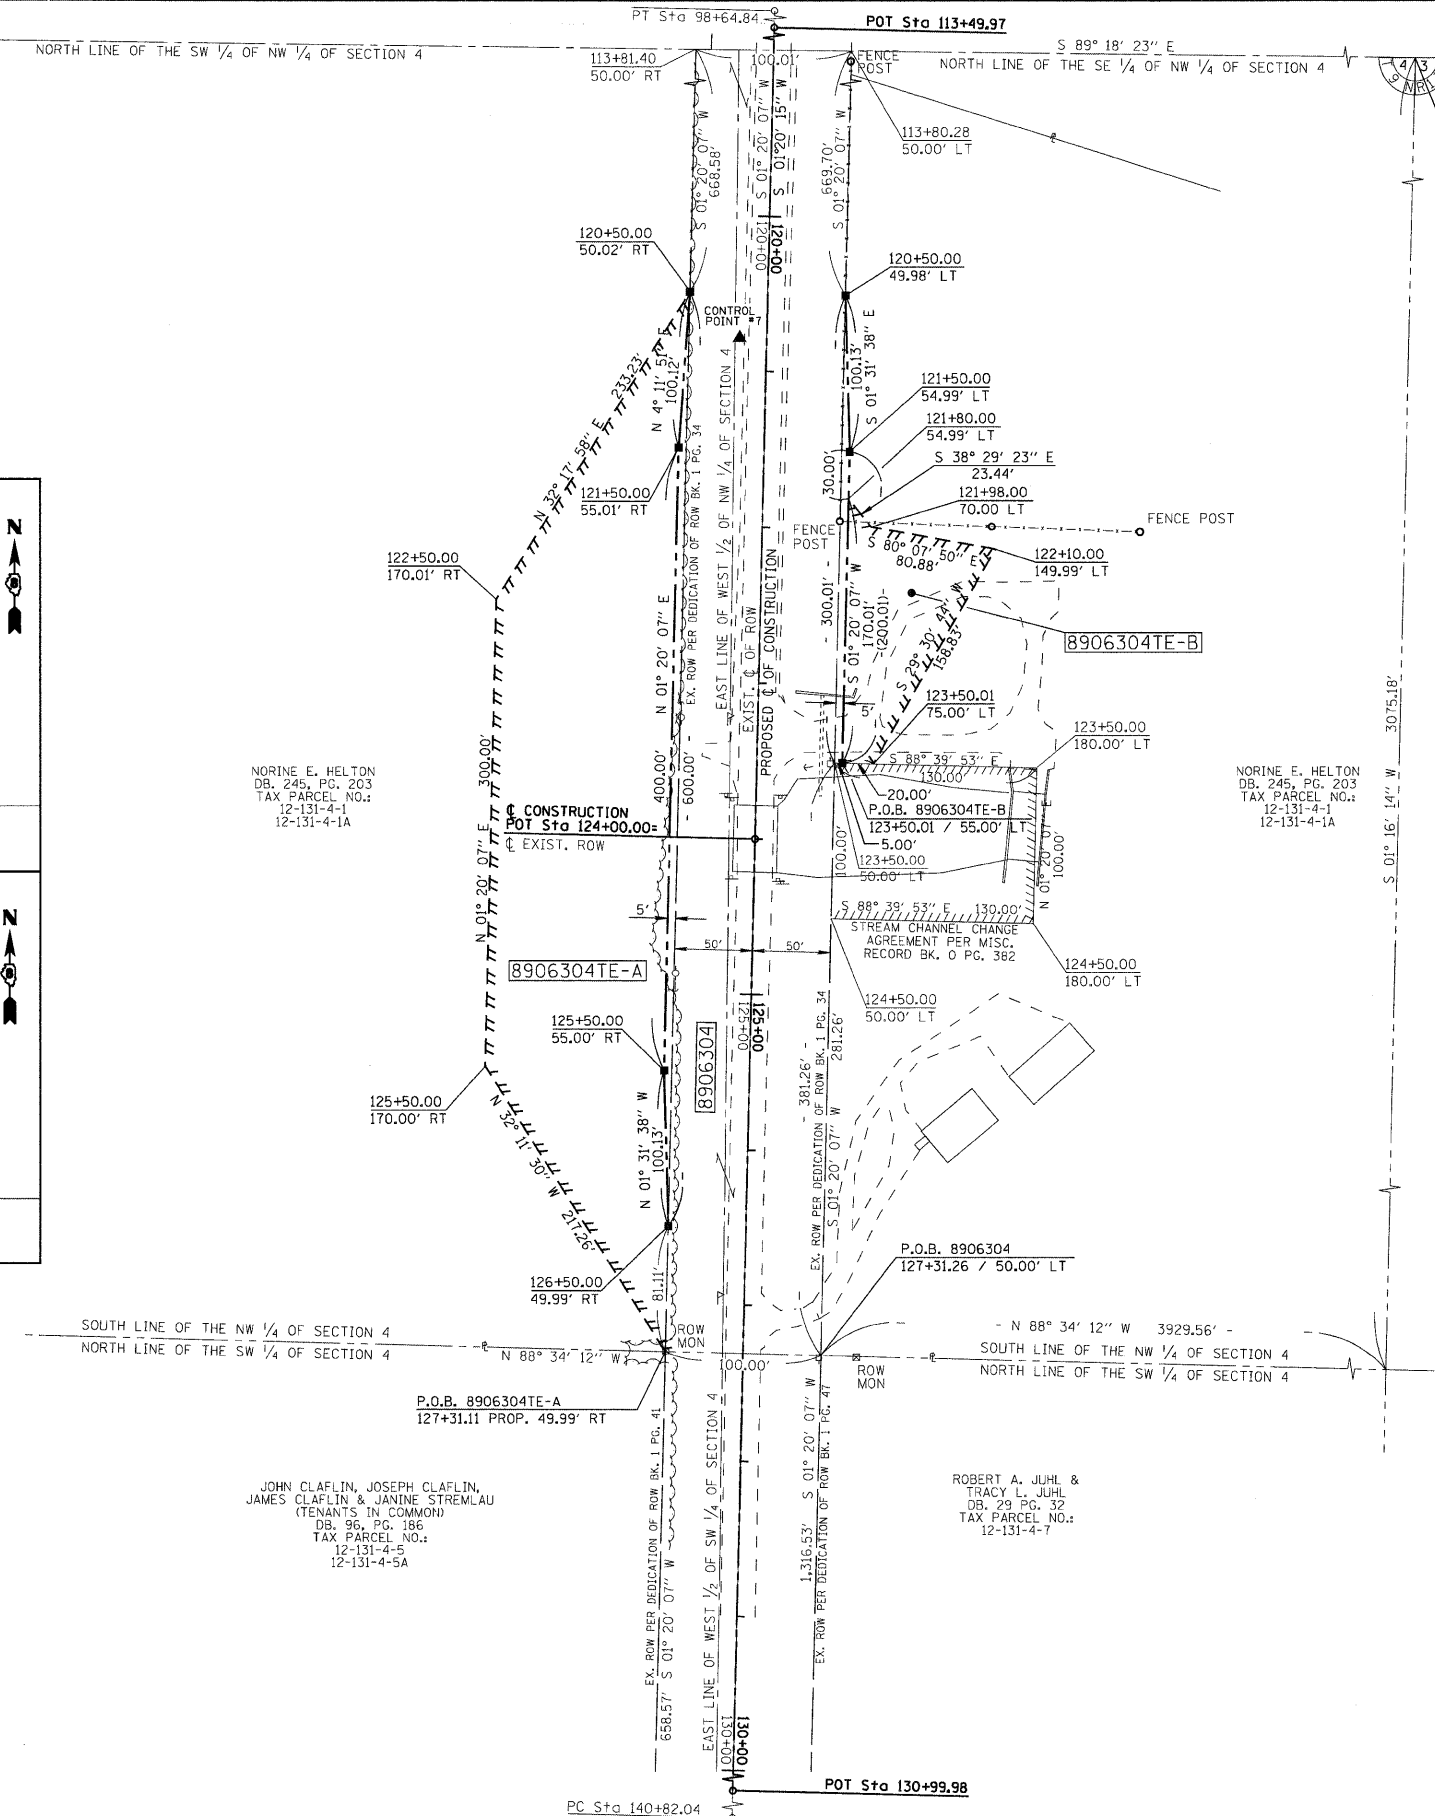 PT Sta 98+64.84
POT Sta 113+49.97
NORTH LINE OF THE SW 1/4 OF NW 1/4 OF SECTION 4
113+81.40
50.00' RT
100.01'
FENCE
POST
S 89° 18' 23" E
NORTH LINE OF THE SE 1/4 OF NW 1/4 OF SECTION 4
4
3
9
113+80.28
50.00' LT
S 01° 20' 07" W
668.58'
S 01° 20' 07" W
S 01°20' 15" W
669.70'
S 01° 20' 07" W
120+00
120+00
120+50.00
50.02' RT
120+50.00
49.98' LT
CONTROL
POINT #7
233.23'
N 32° 17' 58" E
N 4° 11' 51" E
100.12'
100.13'
S 01° 31' 38" E
121+50.00
54.99' LT
121+80.00
54.99' LT
S 38° 29' 23" E
23.44'
121+98.00
70.00 LT
30.00'
121+50.00
55.01' RT
EX. ROW PER DEDICATION OF ROW BK. 1 PG. 34
EAST LINE OF WEST 1/2 OF NW 1/4 OF SECTION 4
EXIST. ℄ OF ROW
PROPOSED ℄ OF CONSTRUCTION
FENCE
POST
FENCE POST
S 80° 07' 50" E
80.88'
122+10.00
149.99' LT
122+50.00
170.01' RT
N
N 01° 20' 07" E
400.00'
- 600.00' -
- 300.01' -
S 01° 20' 07" W
170.01'
-(200.01)-
S 29° 30' 44" W
158.83'
8906304TE-B
5'
123+50.01
75.00' LT
123+50.00
180.00' LT
S 88° 39' 53" E
130.00'
20.00'
P.O.B. 8906304TE-B
123+50.01 / 55.00' LT
5.00'
123+50.00
50.00' LT
100.00'
N 01° 20' 07" E
100.00'
3075.18'
S 01° 16' 14" W
NORINE E. HELTON
DB. 245, PG. 203
TAX PARCEL NO.:
12-131-4-1
12-131-4-1A
NORINE E. HELTON
DB. 245, PG. 203
TAX PARCEL NO.:
12-131-4-1
12-131-4-1A
N 01° 20' 07" E
300.00'
℄ CONSTRUCTION
POT Sta 124+00.00=
℄ EXIST. ROW
N
5'
50'
50'
S 88° 39' 53" E 130.00'
STREAM CHANNEL CHANGE
AGREEMENT PER MISC.
RECORD BK. O PG. 382
124+50.00
180.00' LT
124+50.00
50.00' LT
8906304TE-A
125+00
125+00
8906304
125+50.00
55.00' RT
125+50.00
170.00' RT
N 32° 11' 30" W 217.26'
N 01° 31' 38" W
100.13'
EX. ROW PER DEDICATION OF ROW BK. 1 PG. 34
- 381.26' -
281.26'
S 01° 20' 07" W
126+50.00
49.99' RT
81.11'
P.O.B. 8906304
127+31.26 / 50.00' LT
SOUTH LINE OF THE NW 1/4 OF SECTION 4
NORTH LINE OF THE SW 1/4 OF SECTION 4
N 88° 34' 12" W
ROW
MON
100.00'
ROW
MON
- N 88° 34' 12" W 3929.56' -
SOUTH LINE OF THE NW 1/4 OF SECTION 4
NORTH LINE OF THE SW 1/4 OF SECTION 4
P.O.B. 8906304TE-A
127+31.11 PROP. 49.99' RT
JOHN CLAFLIN, JOSEPH CLAFLIN,
JAMES CLAFLIN & JANINE STREMLAU
(TENANTS IN COMMON)
DB. 96, PG. 186
TAX PARCEL NO.:
12-131-4-5
12-131-4-5A
ROBERT A. JUHL &
TRACY L. JUHL
DB. 29 PG. 32
TAX PARCEL NO.:
12-131-4-7
EX. ROW PER DEDICATION OF ROW BK. 1 PG. 41
658.57' S 01° 20' 07" W
EAST LINE OF WEST 1/2 OF SW 1/4 OF SECTION 4
1,316.53' S 01° 20' 07" W
EX. ROW PER DEDICATION OF ROW BK. 1 PG. 47
130+00
130+00
POT Sta 130+99.98
PC Sta 140+82.04